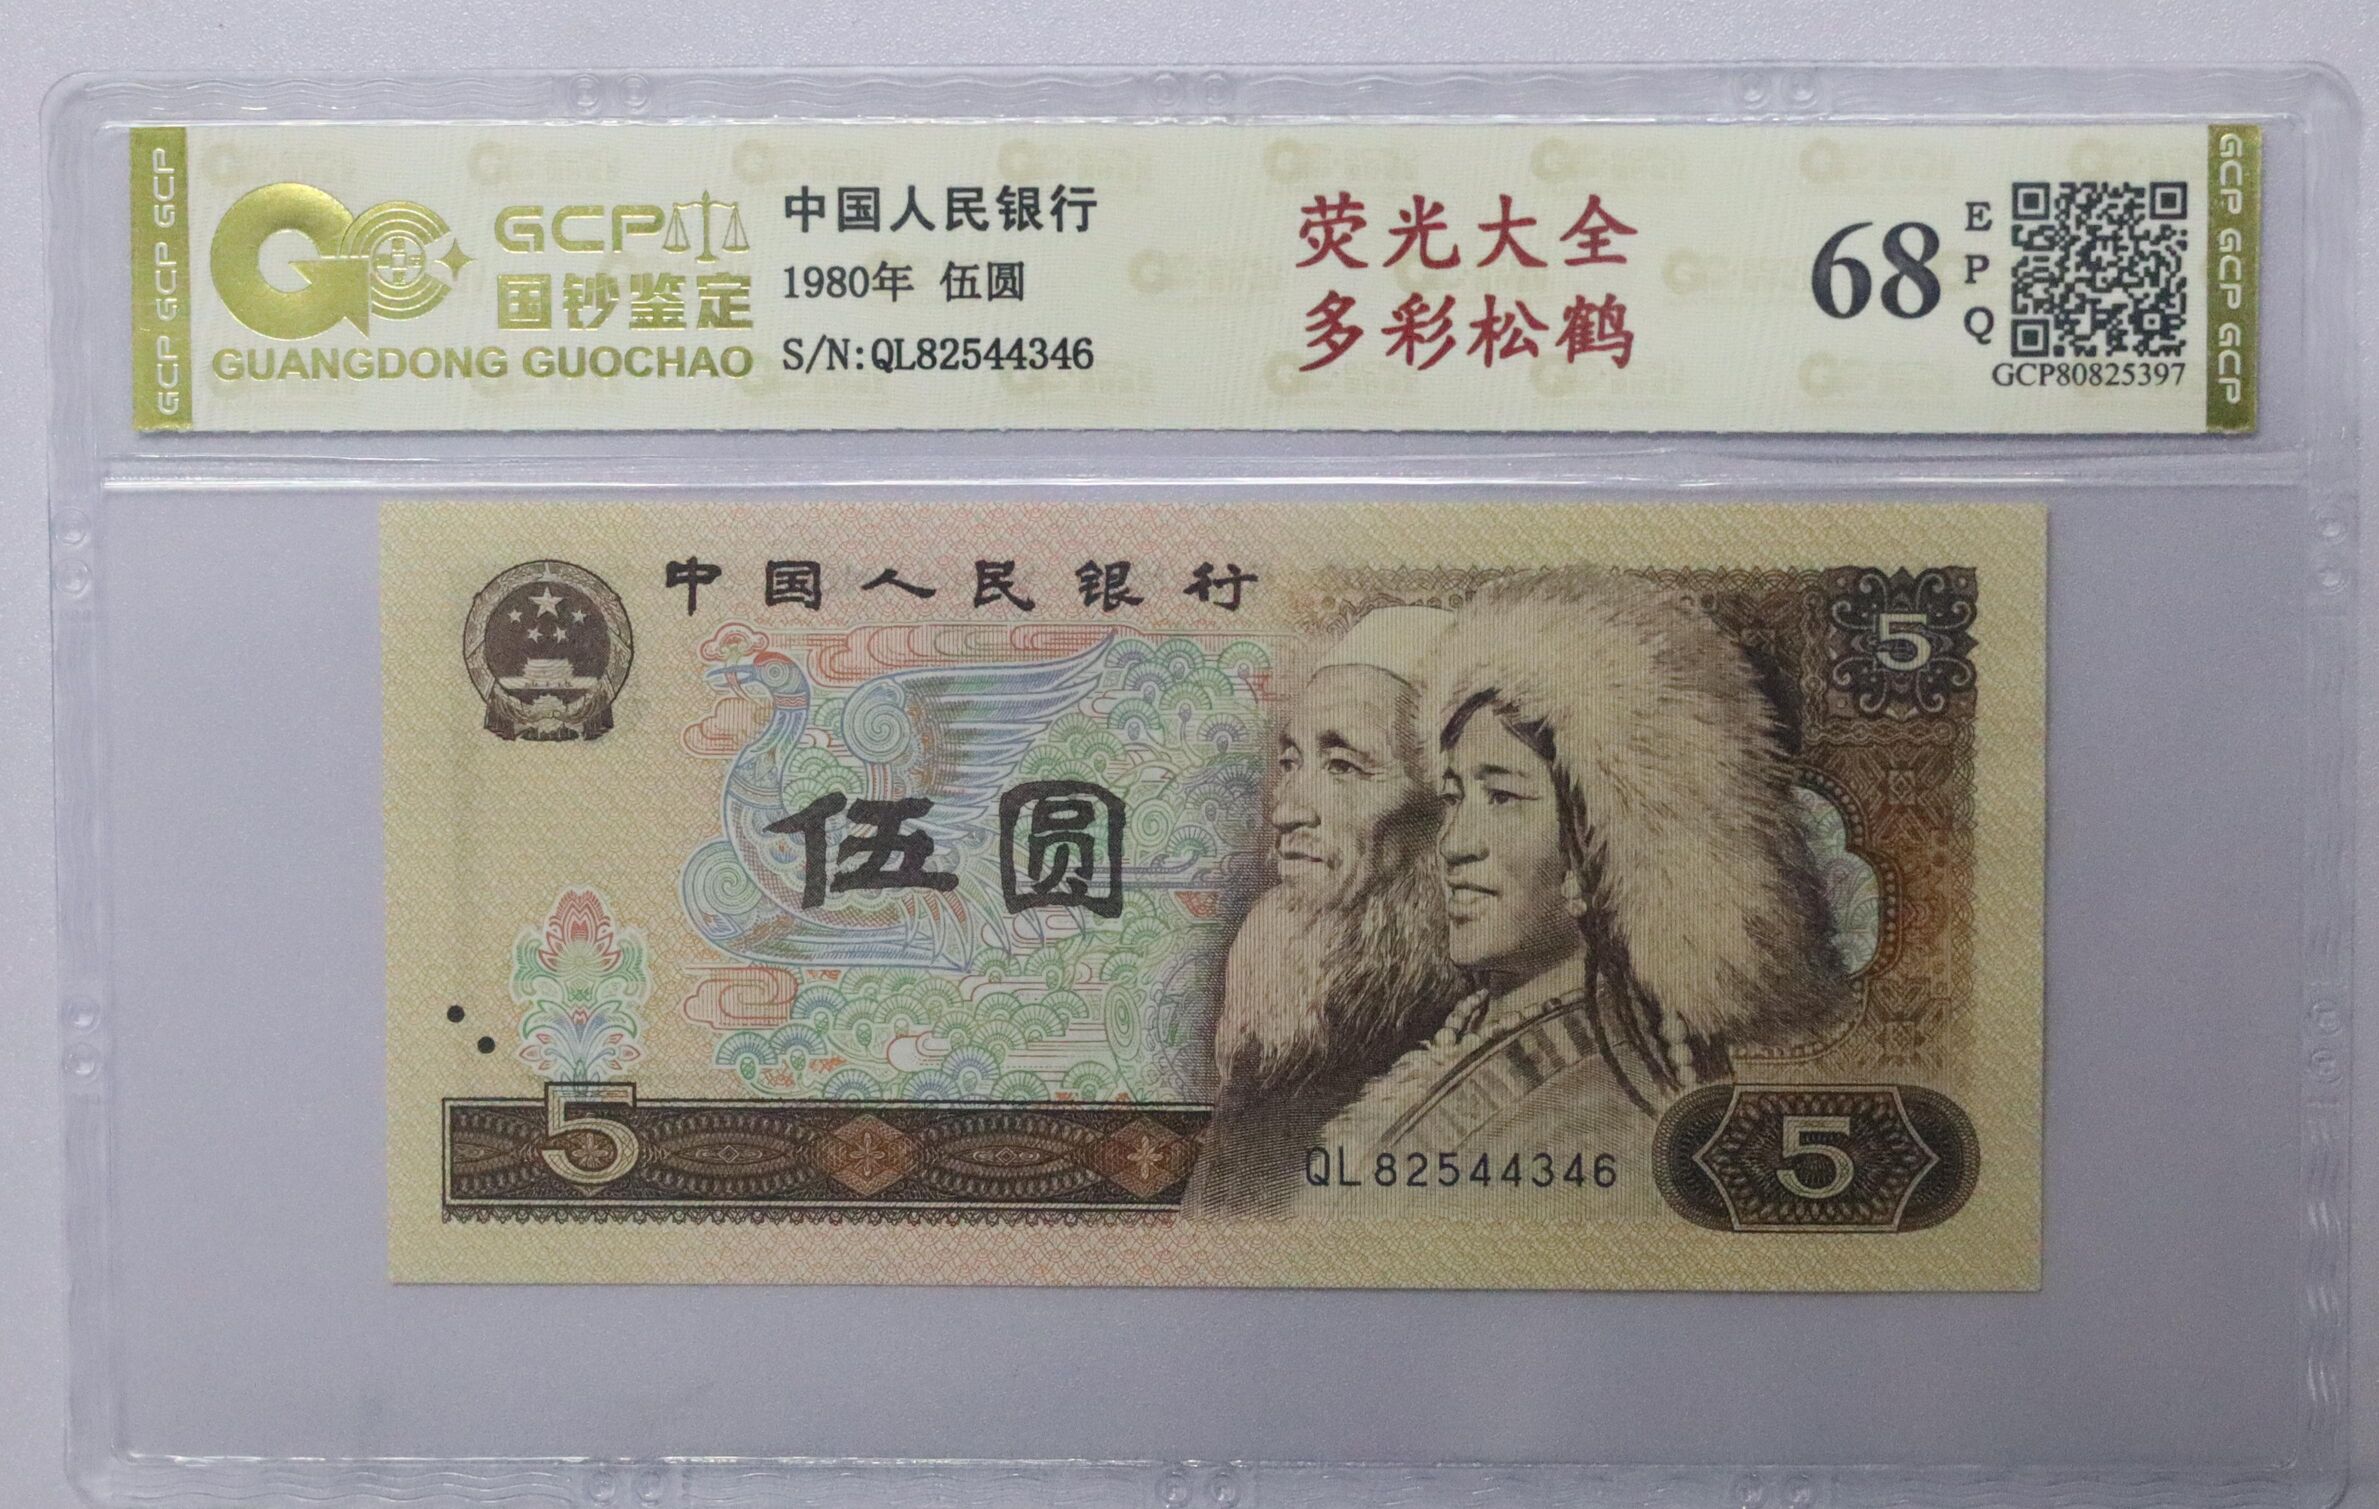 GCP GCP GCP
GCP
国钞鉴定
GUANGDONG GUOCHAO
中国人民银行
1980年 伍圆
S/N:QL82544346
荧光大全
多彩松鹤
68
EPQ
GCP80825397
GCP GCP GCP
中国人民银行
5
伍圆
5
QL82544346
5